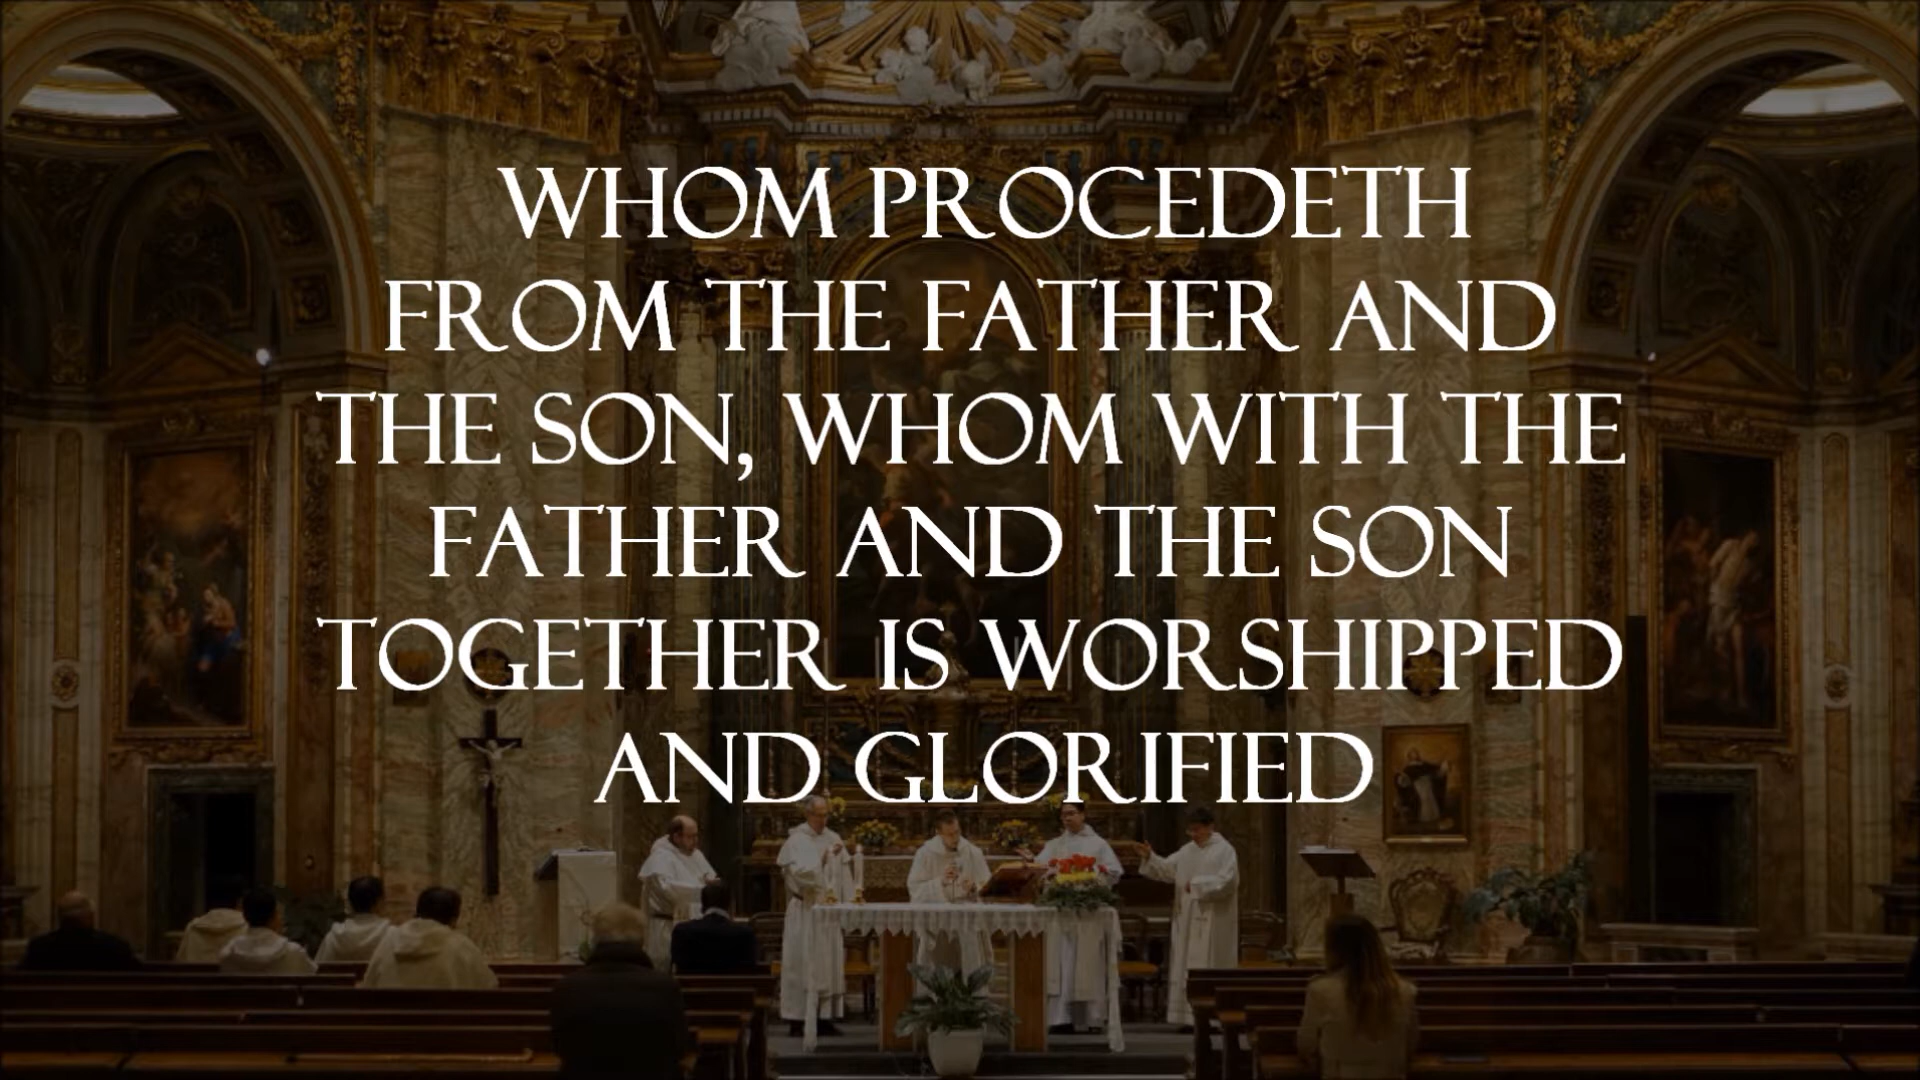 WHOM PROCEDETH
FROM THE FATHER AND
THE SON, WHOM WITH THE
FATHER AND THE SON
TOGETHER IS WORSHIPPED
AND GLORIFIED